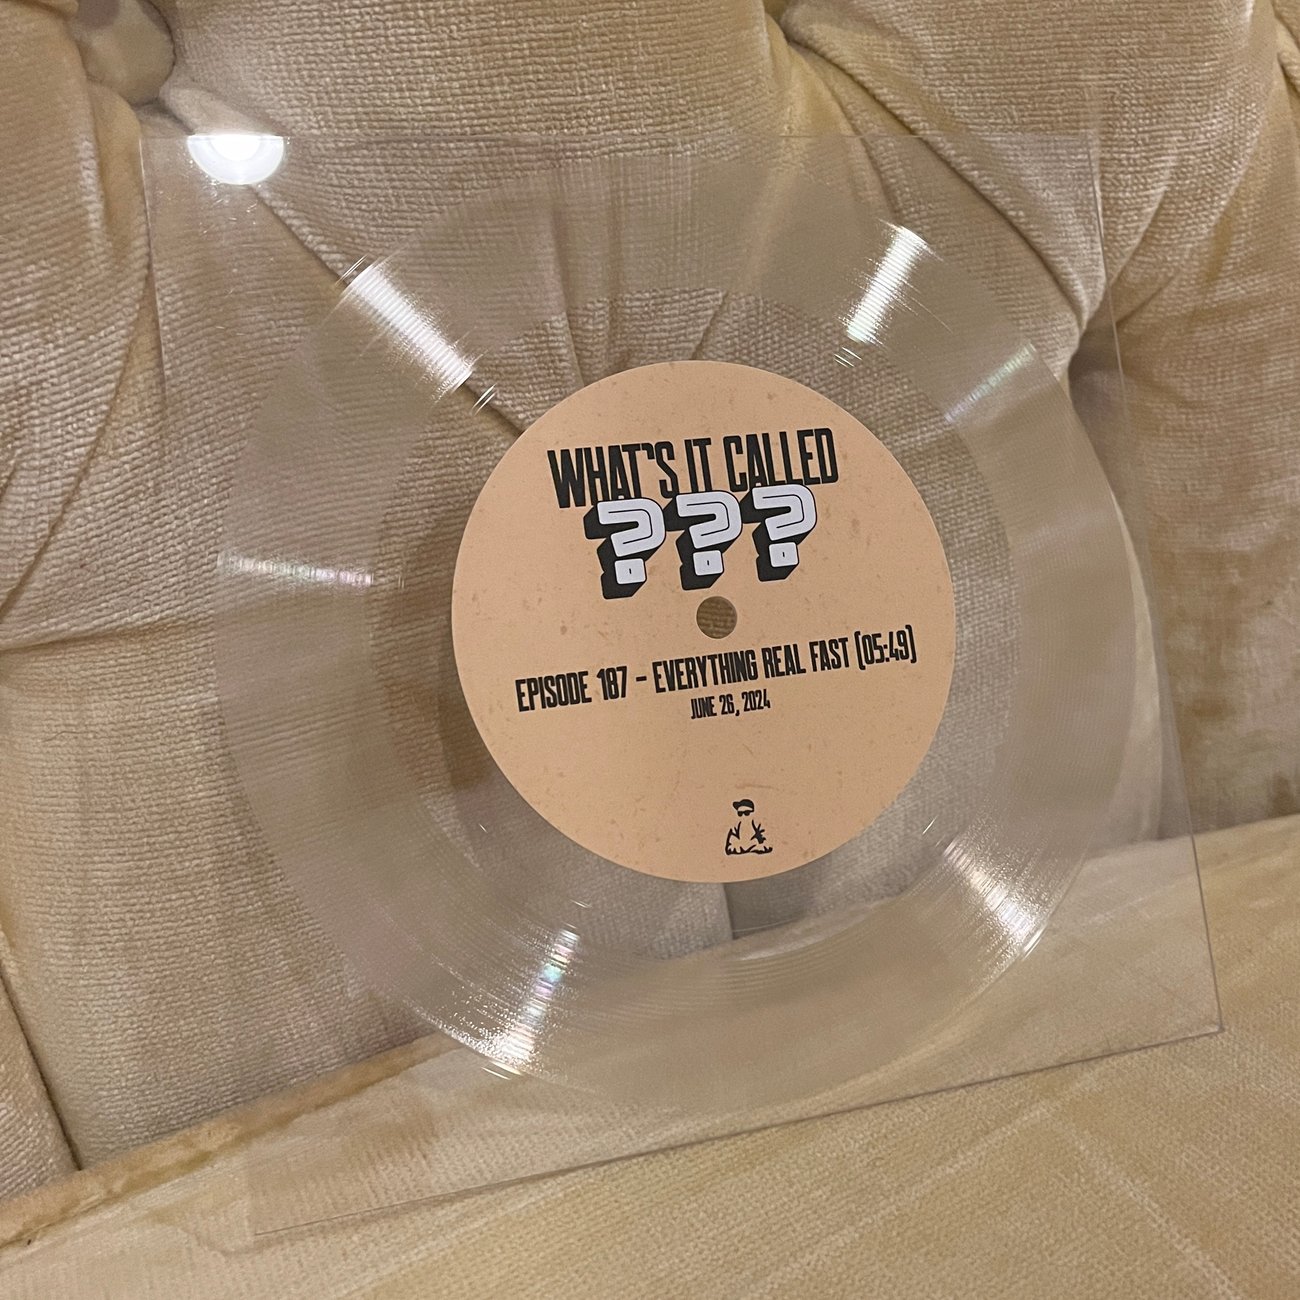 WHAT'S IT CALLED
???
EPISODE 187 - EVERYTHING REAL FAST (05:49)
JUNE 26, 2024